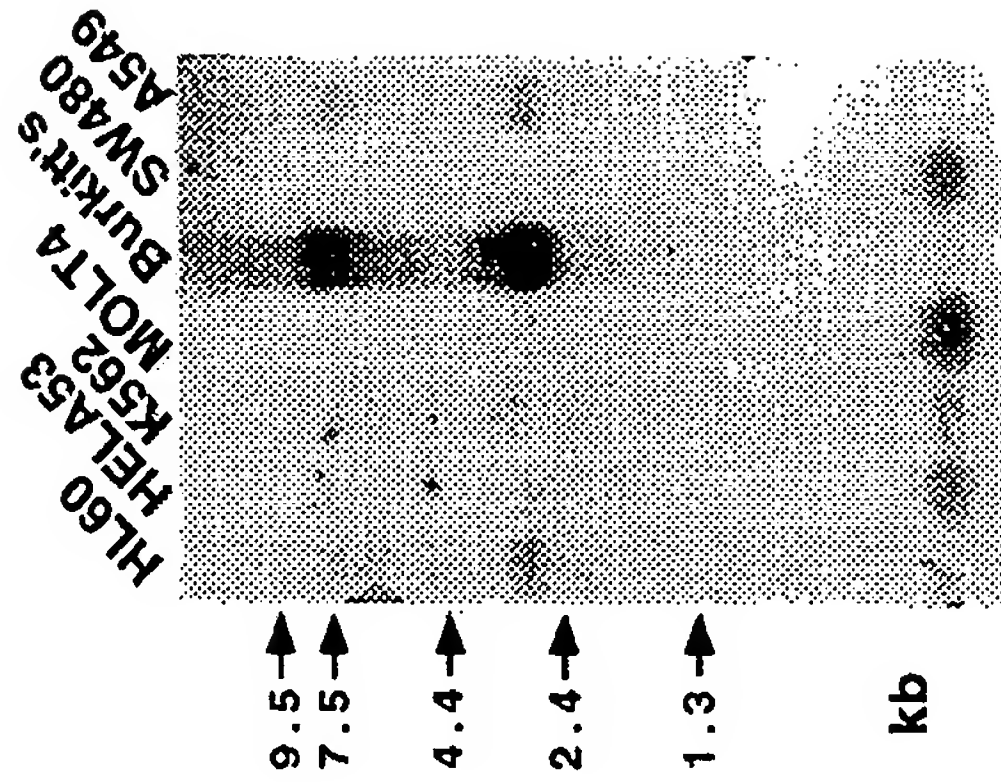 HL60
HELA53
K562
MOLT4
Burkitt's
SW480
A549
9.5
7.5
4.4
2.4
1.3
kb